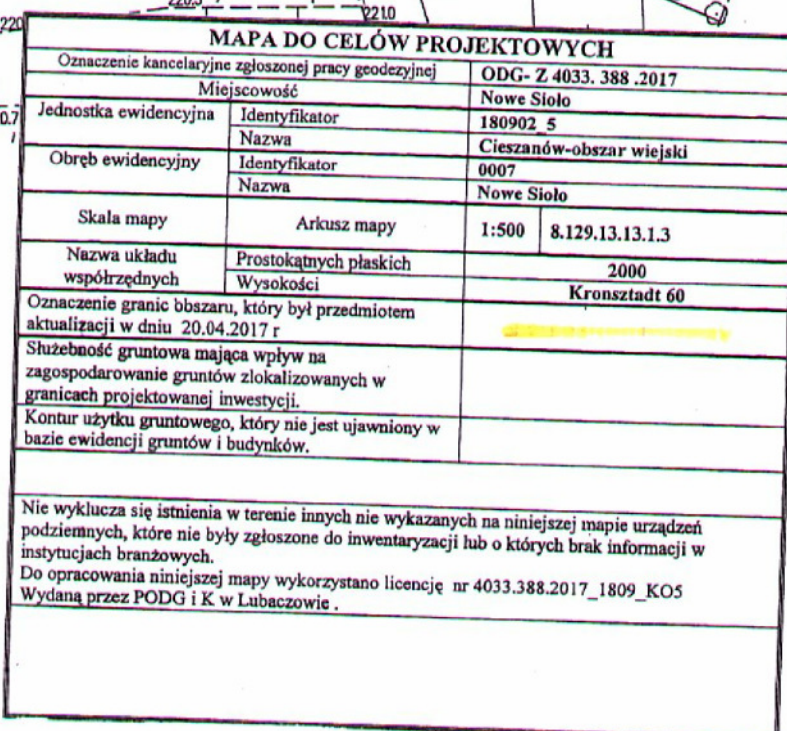 220.5
221.0
220
MAPA DO CELÓW PROJEKTOWYCH
Oznaczenie kancelaryjne zgłoszonej pracy geodezyjnej ODG- Z 4033. 388 .2017
Miejscowość Nowe Sioło
0.7
Jednostka ewidencyjna Identyfikator 180902_5
Nazwa Cieszanów-obszar wiejski
Obręb ewidencyjny Identyfikator 0007
Nazwa Nowe Sioło
Skala mapy Arkusz mapy 1:500 8.129.13.13.1.3
Nazwa układu współrzędnych Prostokątnych płaskich 2000
Wysokości Kronsztadt 60
Oznaczenie granic obszaru, który był przedmiotem
aktualizacji w dniu 20.04.2017 r
Służebność gruntowa mająca wpływ na
zagospodarowanie gruntów zlokalizowanych w
granicach projektowanej inwestycji.
Kontur użytku gruntowego, który nie jest ujawniony w
bazie ewidencji gruntów i budynków.
Nie wyklucza się istnienia w terenie innych nie wykazanych na niniejszej mapie urządzeń
podziemnych, które nie były zgłoszone do inwentaryzacji lub o których brak informacji w
instytucjach branżowych.
Do opracowania niniejszej mapy wykorzystano licencję nr 4033.388.2017_1809_KO5
Wydaną przez PODG i K w Lubaczowie .